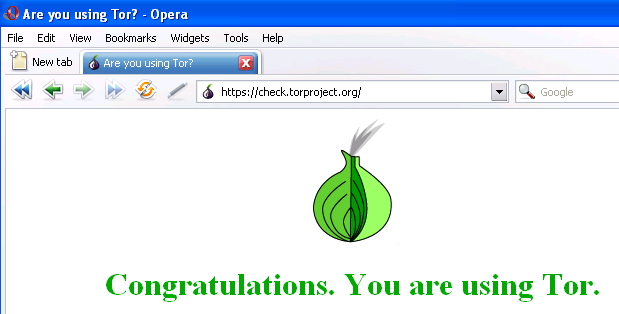 Are you using Tor? - Opera
File Edit View Bookmarks Widgets Tools Help
New tab Are you using Tor?
https://check.torproject.org/ Google
Congratulations. You are using Tor.